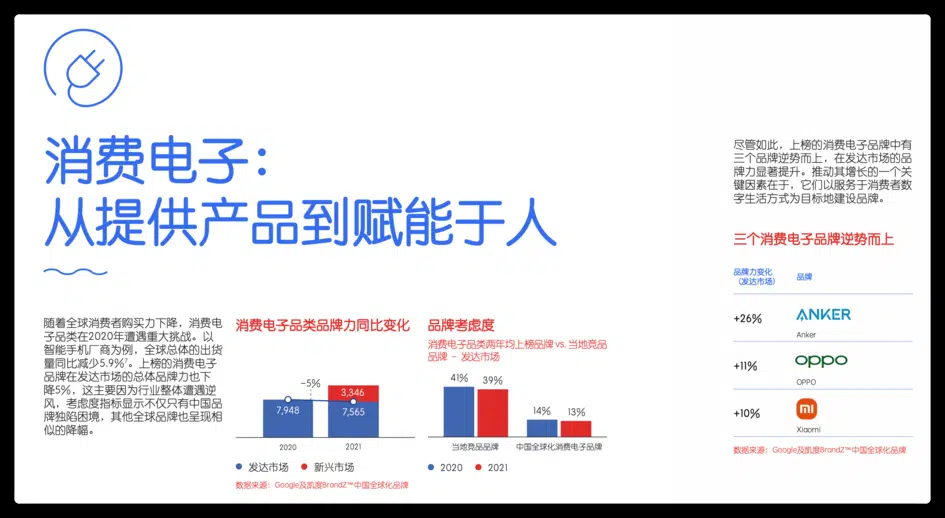 消费电子：
从提供产品到赋能于人
随着全球消费者购买力下降，消费电
子品类在2020年遭遇重大挑战。以
智能手机厂商为例，全球总体的出货
量同比减少5.9%⁷。上榜的消费电子
品牌在发达市场的总体品牌力也下
降5%，这主要因为行业整体遭遇逆
风，考虑度指标显示不仅只有中国品
牌独陷困境，其他全球品牌也呈现相
似的降幅。
消费电子品类品牌力同比变化
-5%
3,346
7,948
7,565
2020
2021
发达市场
新兴市场
数据来源：Google及凯度BrandZ™中国全球化品牌
品牌考虑度
消费电子品类两年均上榜品牌 vs. 当地竞品
品牌 - 发达市场
41%
39%
14%
13%
当地竞品品牌
中国全球化消费电子品牌
2020
2021
尽管如此，上榜的消费电子品牌中有
三个品牌逆势而上，在发达市场的品
牌力显著提升。推动其增长的一个关
键因素在于，它们以服务于消费者数
字生活方式为目标地建设品牌。
三个消费电子品牌逆势而上
品牌力变化
（发达市场）
品牌
+26%
ANKER
Anker
+11%
oppo
OPPO
+10%
mi
Xiaomi
数据来源：Google及凯度BrandZ™中国全球化品牌